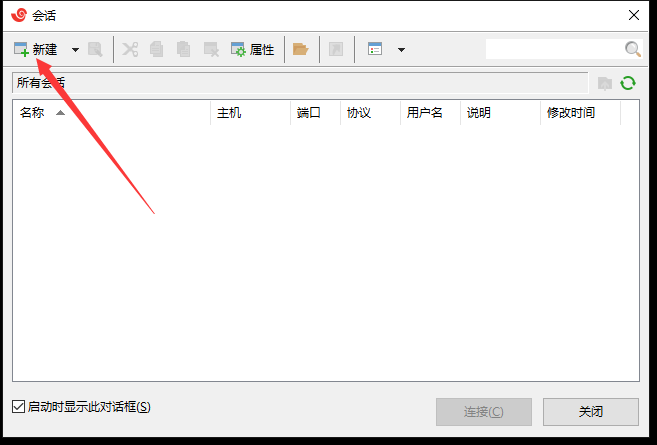 会话
新建 属性
所有会话
名称 主机 端口 协议 用户名 说明 修改时间
启动时显示此对话框(S)
连接(C) 关闭